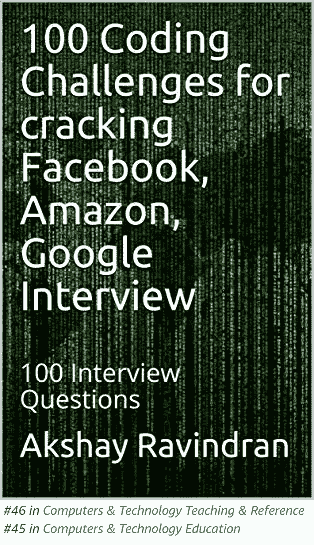 100 Coding
Challenges for
cracking
Facebook,
Amazon,
Google
Interview
100 Interview
Questions
Akshay Ravindran
#46 in Computers & Technology Teaching & Reference
#45 in Computers & Technology Education